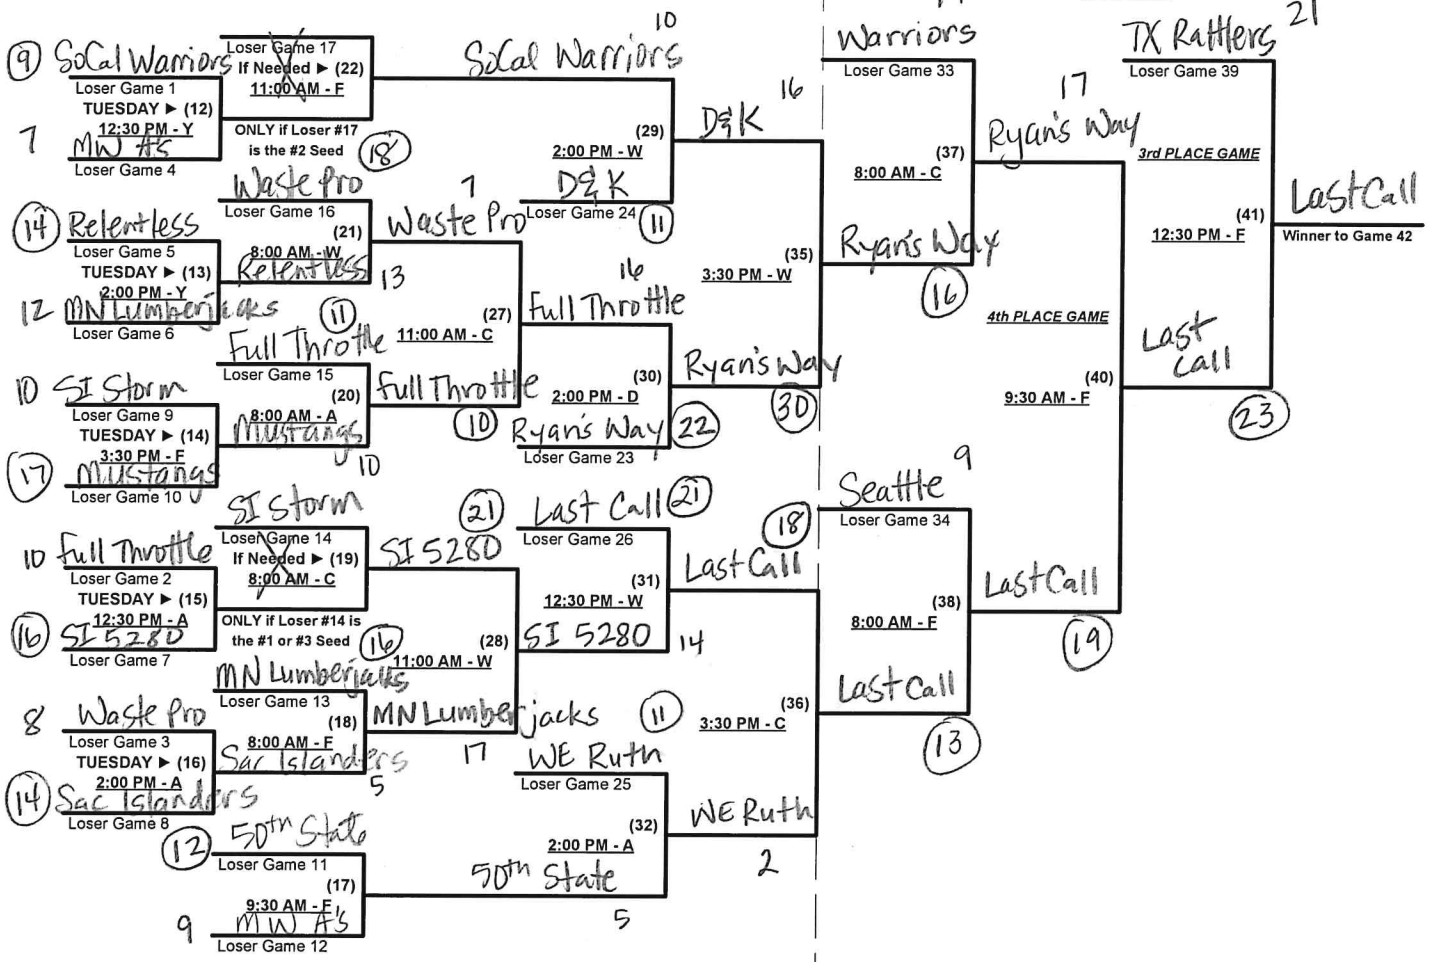 21
10
TX Rattlers
Warriors
Loser Game 17
9 SoCal Warriors
SoCal Warriors
If Needed ► (22)
Loser Game 33
Loser Game 39
Loser Game 1
11:00 AM - F
TUESDAY ► (12)
16
17
12:30 PM - Y
ONLY if Loser #17
is the #2 Seed
(29)
D&K
Ryan's Way
7 MW A's
18
2:00 PM - W
(37)
3rd PLACE GAME
Loser Game 4
8:00 AM - C
Waste Pro
7
D&K
Last Call
Loser Game 16
Loser Game 24
11
(41)
14 Relentless
(21)
Waste Pro
12:30 PM - F
Winner to Game 42
Loser Game 5
8:00 AM - W
Ryan's Way
TUESDAY ► (13)
Relentless
13
16
(35)
3:30 PM - W
2:00 PM - Y
16
12 MN Lumberjacks
11
(27)
Full Throttle
4th PLACE GAME
Loser Game 6
11:00 AM - C
Last Call
Full Throttle
Loser Game 15
Ryan's Way
10 SI Storm
(20)
Full Throttle
(30)
(40)
Loser Game 9
8:00 AM - A
2:00 PM - D
30
9:30 AM - F
TUESDAY ► (14)
Mustangs
10
Ryan's Way
22
23
3:30 PM - F
Loser Game 23
17 Mustangs
10
9
Loser Game 10
Seattle
SI Storm
21
Last Call
21
18
Loser Game 34
Loser Game 14
Loser Game 26
10 Full Throttle
If Needed ► (19)
SI 5280
Last Call
Loser Game 2
8:00 AM - C
(31)
Last Call
TUESDAY ► (15)
12:30 PM - W
(38)
12:30 PM - A
ONLY if Loser #14 is
the #1 or #3 Seed
8:00 AM - F
16 SI 5280
16
(28)
SI 5280
14
19
Loser Game 7
11:00 AM - W
MN Lumberjacks
Last Call
Loser Game 13
8 Waste Pro
(18)
MN Lumberjacks
11
(36)
3:30 PM - C
Loser Game 3
8:00 AM - F
13
TUESDAY ► (16)
Sac Islanders
17
WE Ruth
2:00 PM - A
5
Loser Game 25
14 Sac Islanders
Loser Game 8
WE Ruth
50th State
(32)
12
Loser Game 11
2:00 PM - A
2
(17)
50th State
9:30 AM - F
5
9
MW A's
Loser Game 12